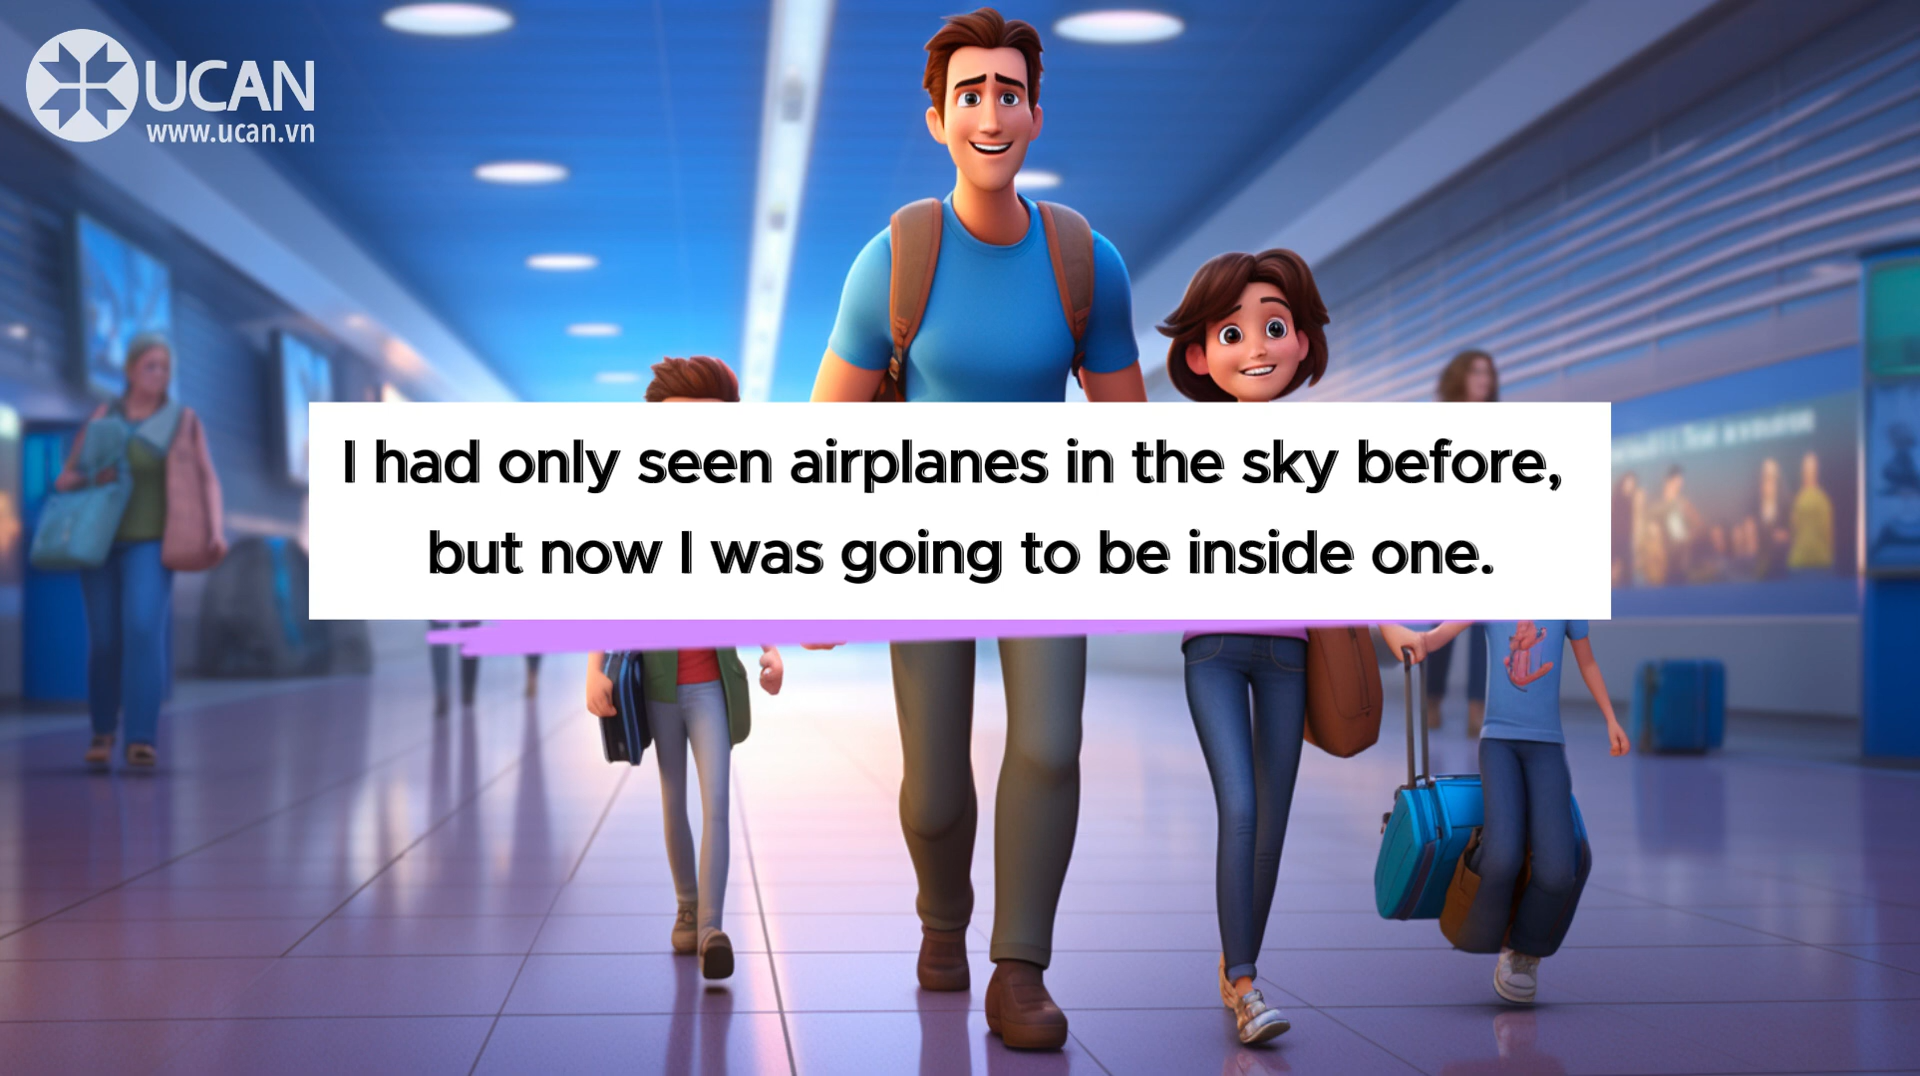 UCAN
www.ucan.vn
I had only seen airplanes in the sky before,
but now I was going to be inside one.